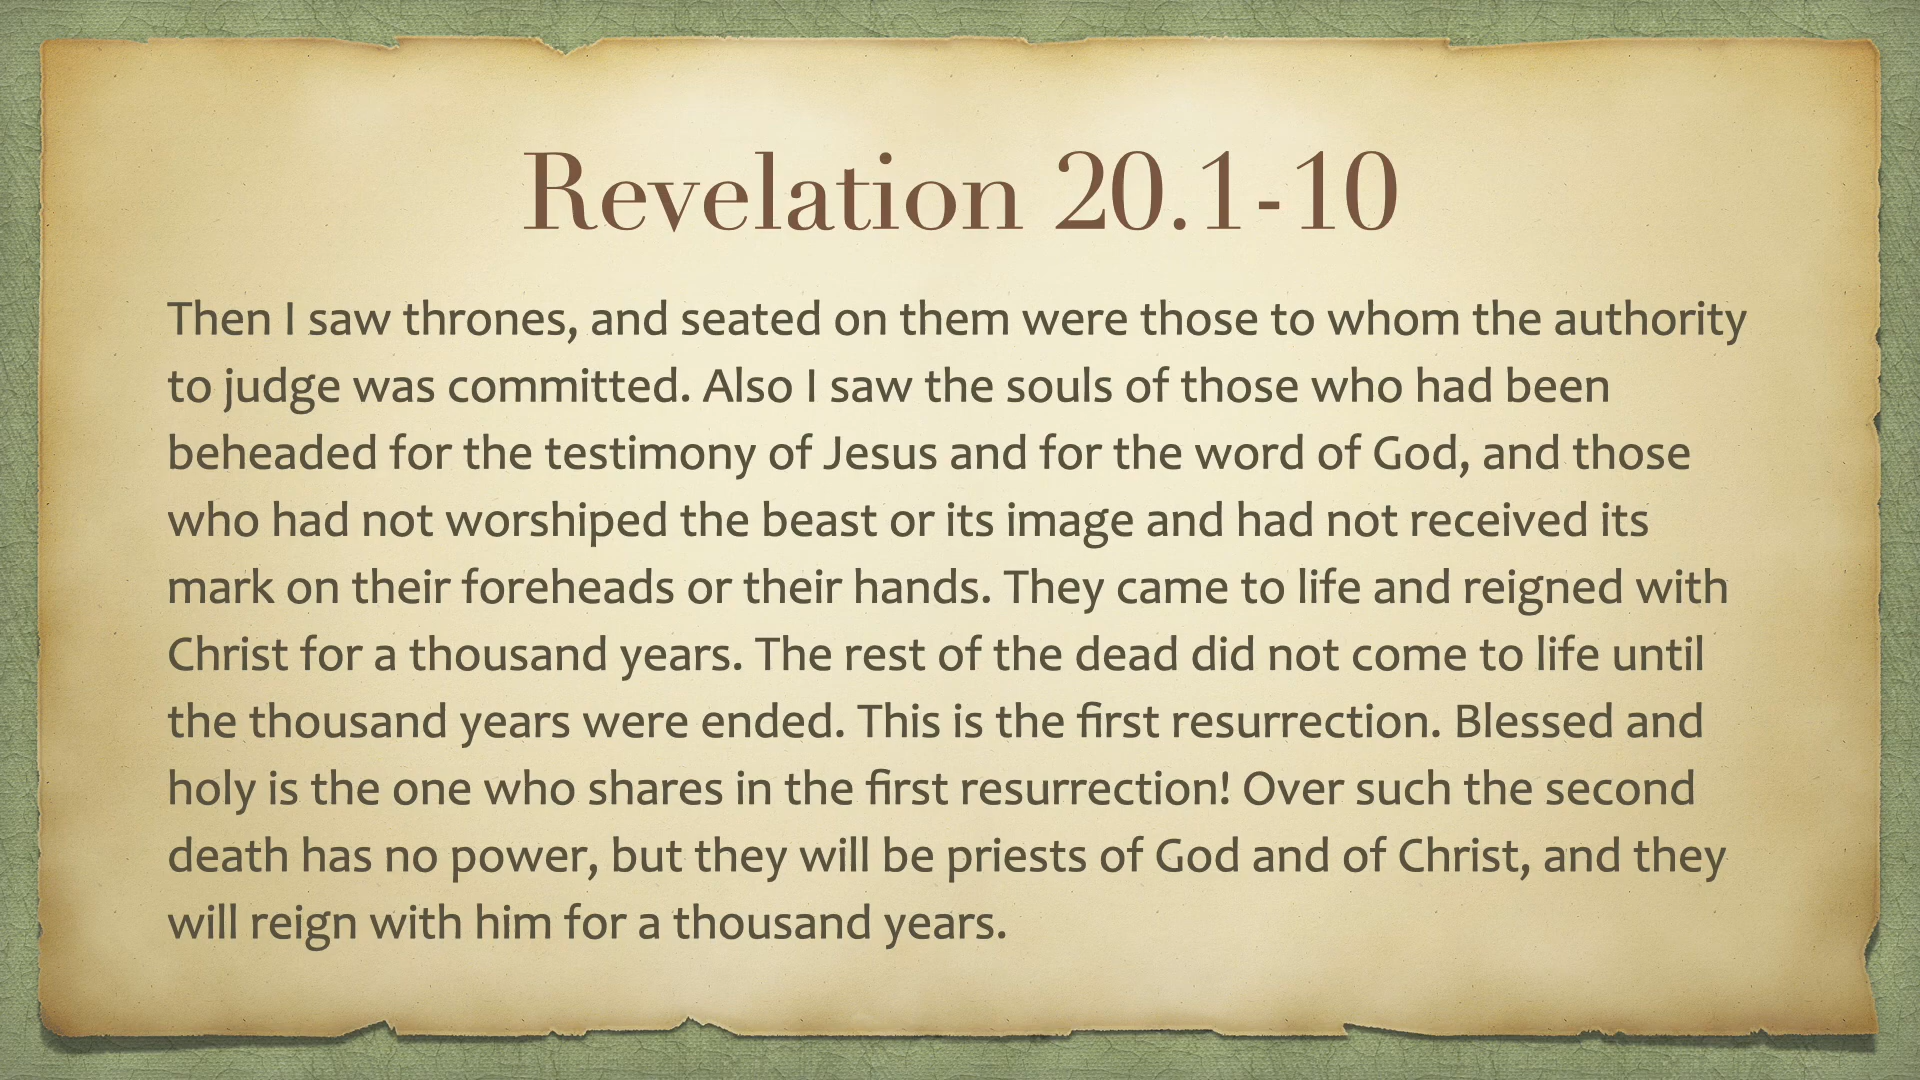 Revelation 20.1-10
Then I saw thrones, and seated on them were those to whom the authority
to judge was committed. Also I saw the souls of those who had been
beheaded for the testimony of Jesus and for the word of God, and those
who had not worshiped the beast or its image and had not received its
mark on their foreheads or their hands. They came to life and reigned with
Christ for a thousand years. The rest of the dead did not come to life until
the thousand years were ended. This is the first resurrection. Blessed and
holy is the one who shares in the first resurrection! Over such the second
death has no power, but they will be priests of God and of Christ, and they
will reign with him for a thousand years.